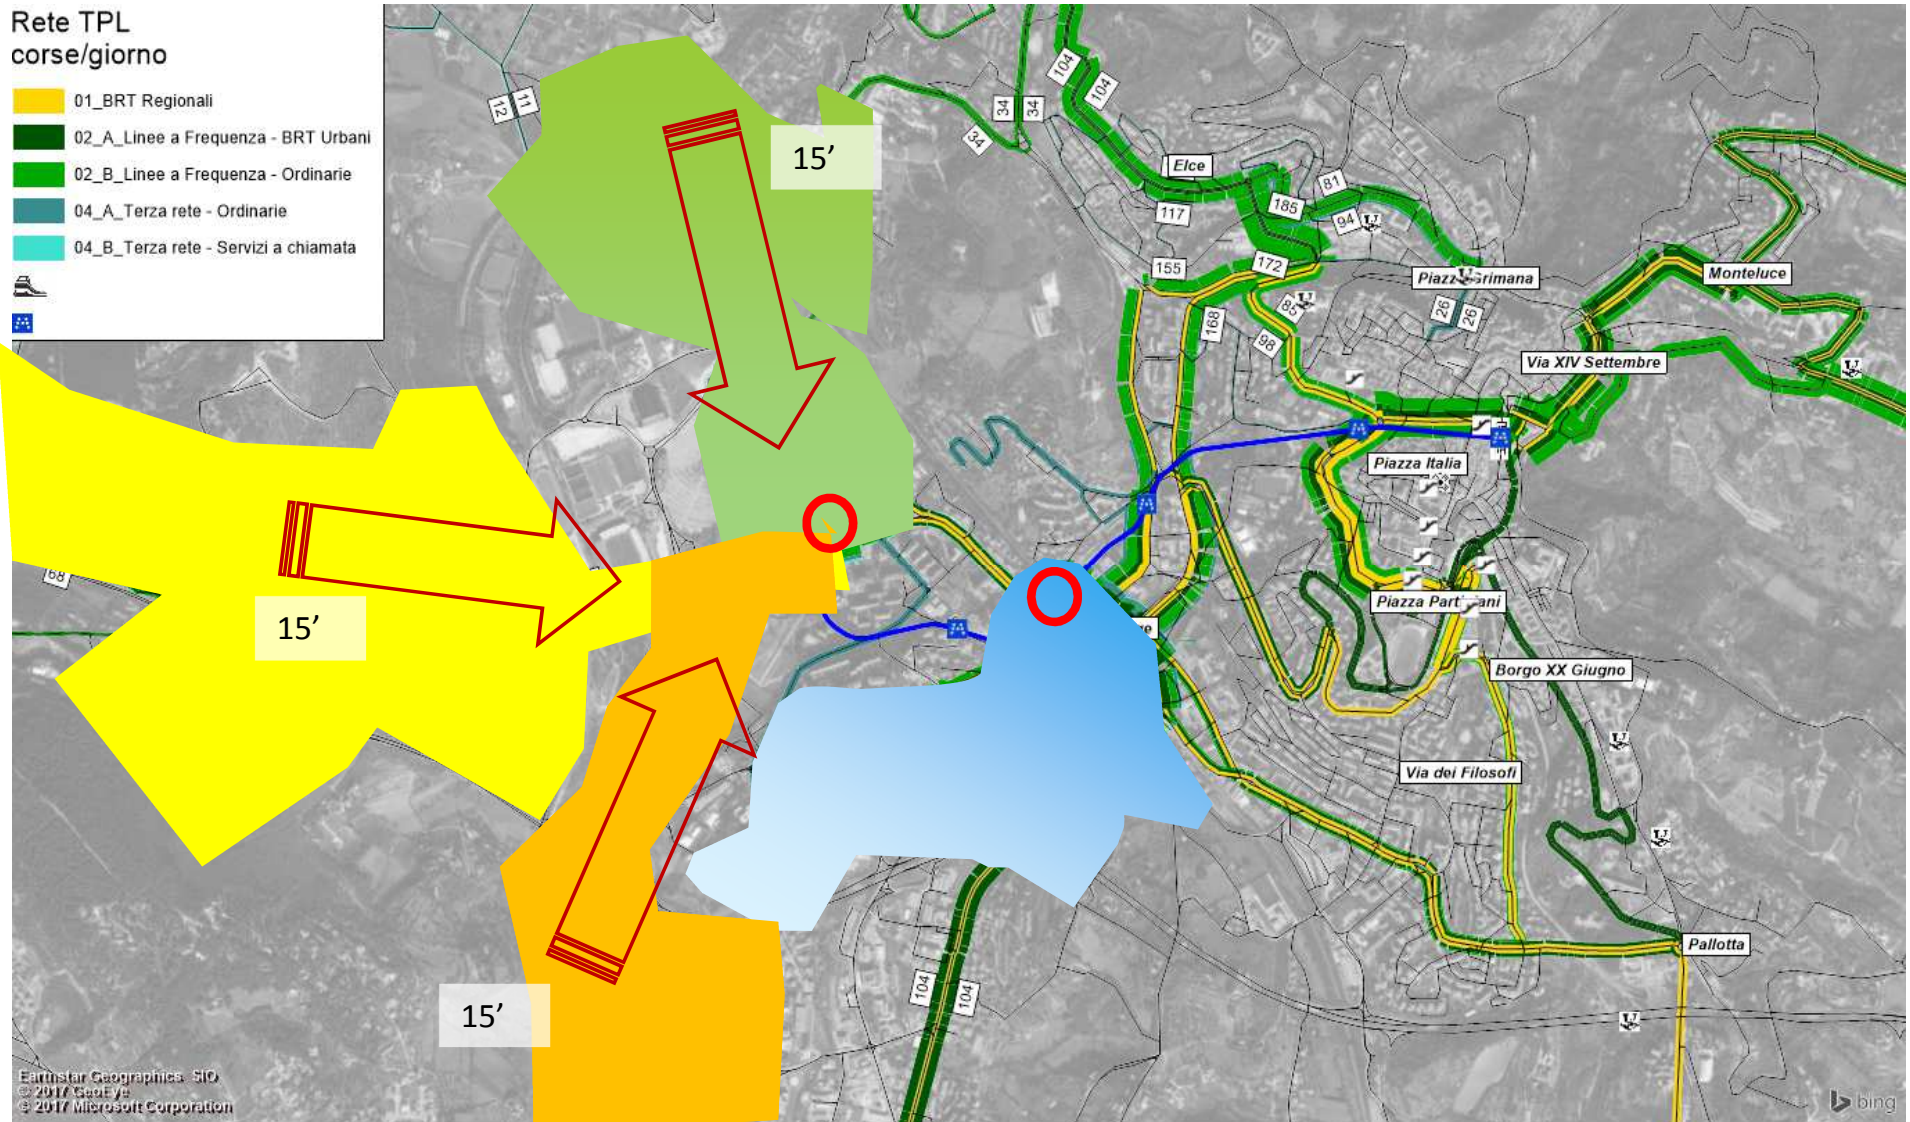 Rete TPL
corse/giorno
01_BRT Regionali
02_A_Linee a Frequenza - BRT Urbani
02_B_Linee a Frequenza - Ordinarie
04_A_Terza rete - Ordinarie
04_B_Terza rete - Servizi a chiamata
12
11
104
104
34
34
34
15’
Elce
81
185
94
117
155
172
Piazza Grimana
Monteluce
26
26
85
168
98
Via XIV Settembre
Piazza Italia
68
15’
Piazza Partigiani
Borgo XX Giugno
Via dei Filosofi
Pallotta
104
104
15’
Earthstar Geographics SIO
© 2017 GeoEye
© 2017 Microsoft Corporation
bing